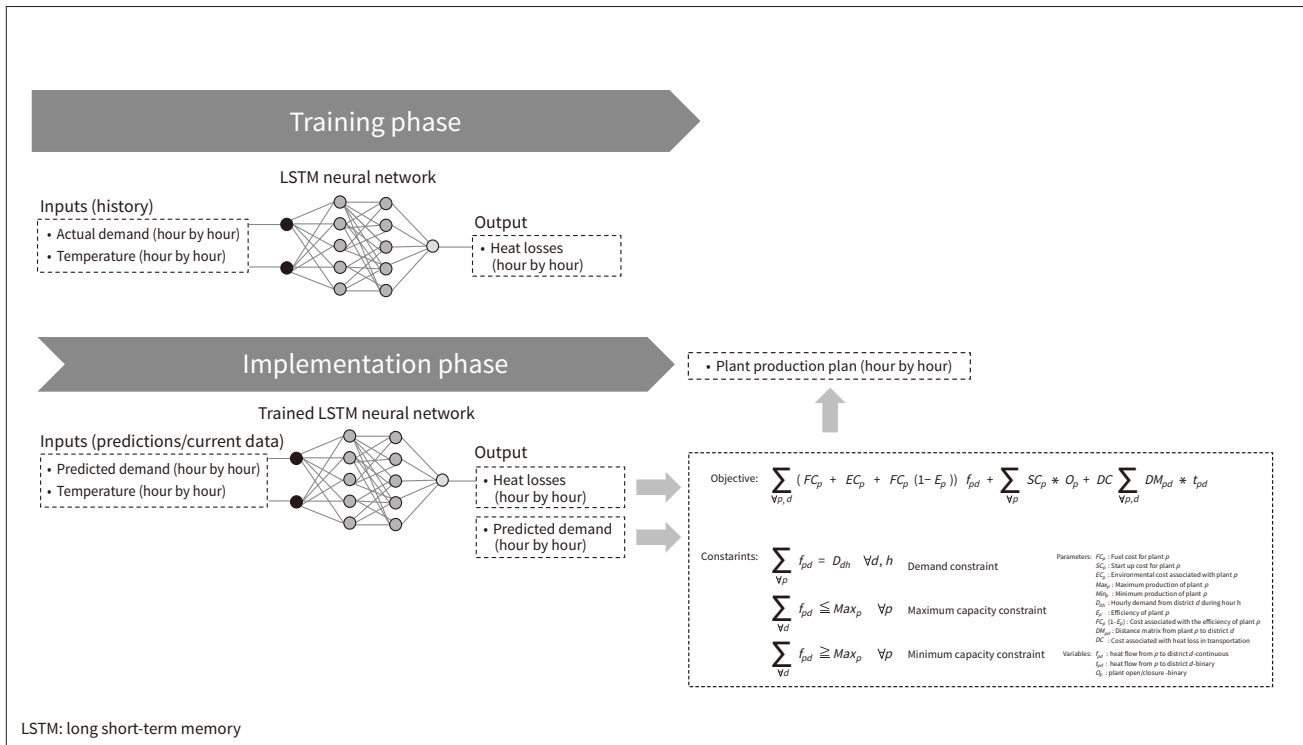 Training phase
LSTM neural network
Inputs (history)
• Actual demand (hour by hour)
• Temperature (hour by hour)
Output
• Heat losses
(hour by hour)
Implementation phase
• Plant production plan (hour by hour)
Trained LSTM neural network
Inputs (predictions/current data)
• Predicted demand (hour by hour)
• Temperature (hour by hour)
Output
• Heat losses
(hour by hour)
• Predicted demand
(hour by hour)
Objective: ∑∀p,d (FCp + ECp + FCp (1− Ep)) fpd + ∑∀p SCp * Op + DC ∑∀p,d DMpd * tpd
Constarints: ∑∀p fpd = Ddh ∀d, h Demand constraint
∑∀d fpd ≦ Maxp ∀p Maximum capacity constraint
∑∀d fpd ≧ Maxp ∀p Minimum capacity constraint
Parameters: FCp : Fuel cost for plant p
SCp : Start up cost for plant p
ECp : Environmental cost associated with plant p
Maxp : Maximum production of plant p
Minp : Minimum production of plant p
Ddh : Hourly demand from district d during hour h
Ep : Efficiency of plant p
FCp (1- Ep) : Cost associated with the efficiency of plant p
DMpd : Distance matrix from plant p to district d
DC : Cost associated with heat loss in transportation
Variables: fpd : heat flow from p to district d-continuous
tpd : heat flow from p to district d-binary
Op : plant open/closure -binary
LSTM: long short-term memory